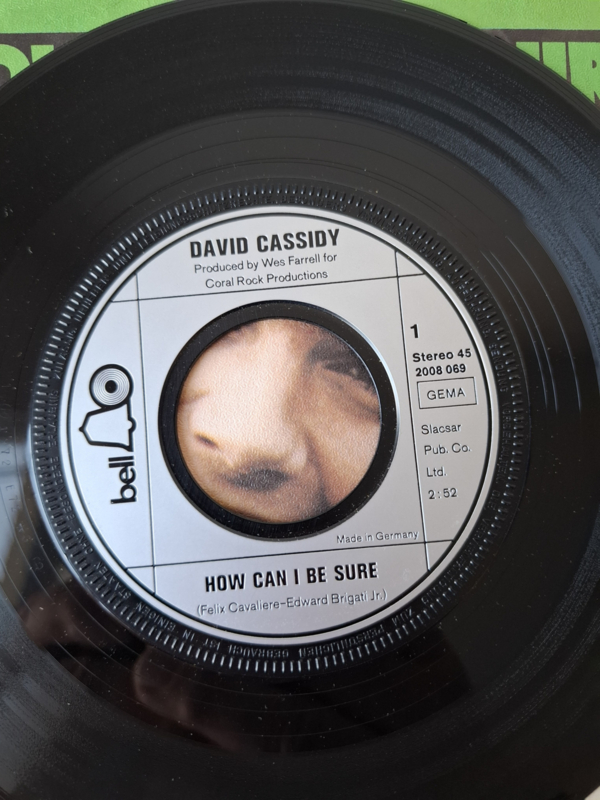 DAVID CASSIDY
Produced by Wes Farrell for
Coral Rock Productions
bell
1
Stereo 45
2008 069
GEMA
Slacsar
Pub. Co.
Ltd.
2:52
Made in Germany
HOW CAN I BE SURE
(Felix Cavaliere-Edward Brigati Jr.)